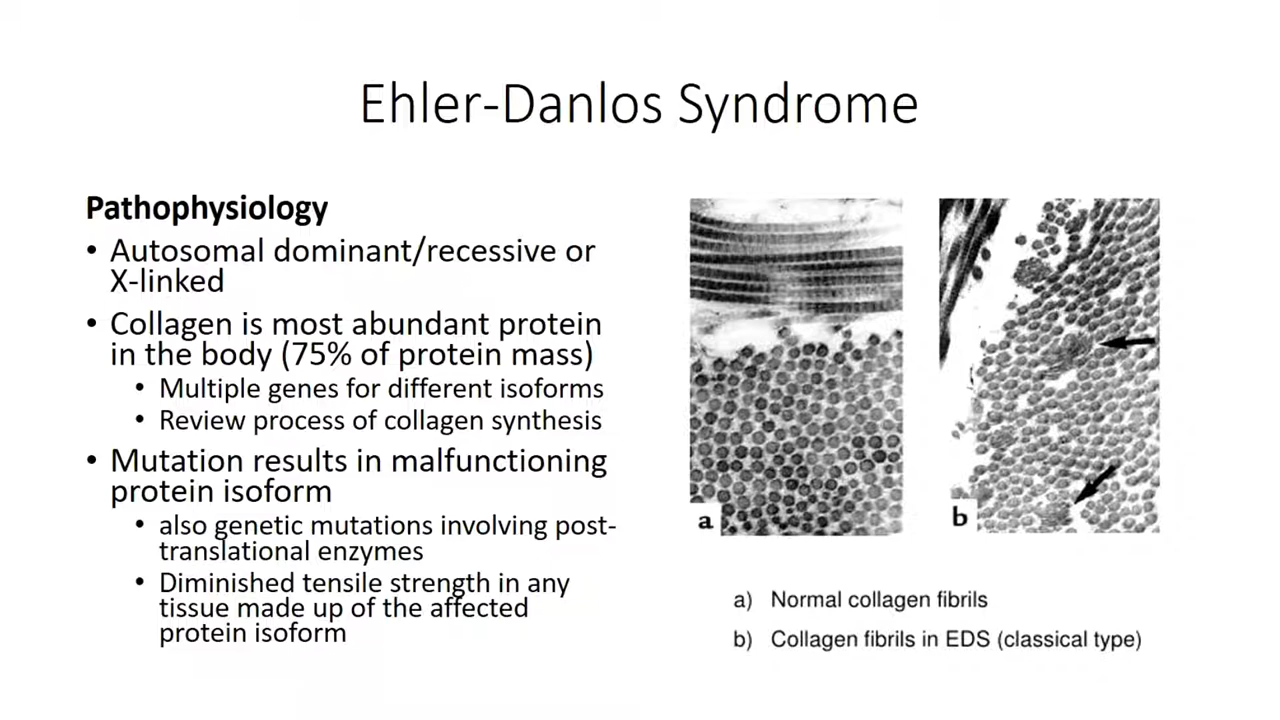 Ehler-Danlos Syndrome
Pathophysiology
• Autosomal dominant/recessive or
X-linked
• Collagen is most abundant protein
in the body (75% of protein mass)
• Multiple genes for different isoforms
• Review process of collagen synthesis
• Mutation results in malfunctioning
protein isoform
• also genetic mutations involving post-
translational enzymes
• Diminished tensile strength in any
tissue made up of the affected
protein isoform
a
b
a) Normal collagen fibrils
b) Collagen fibrils in EDS (classical type)